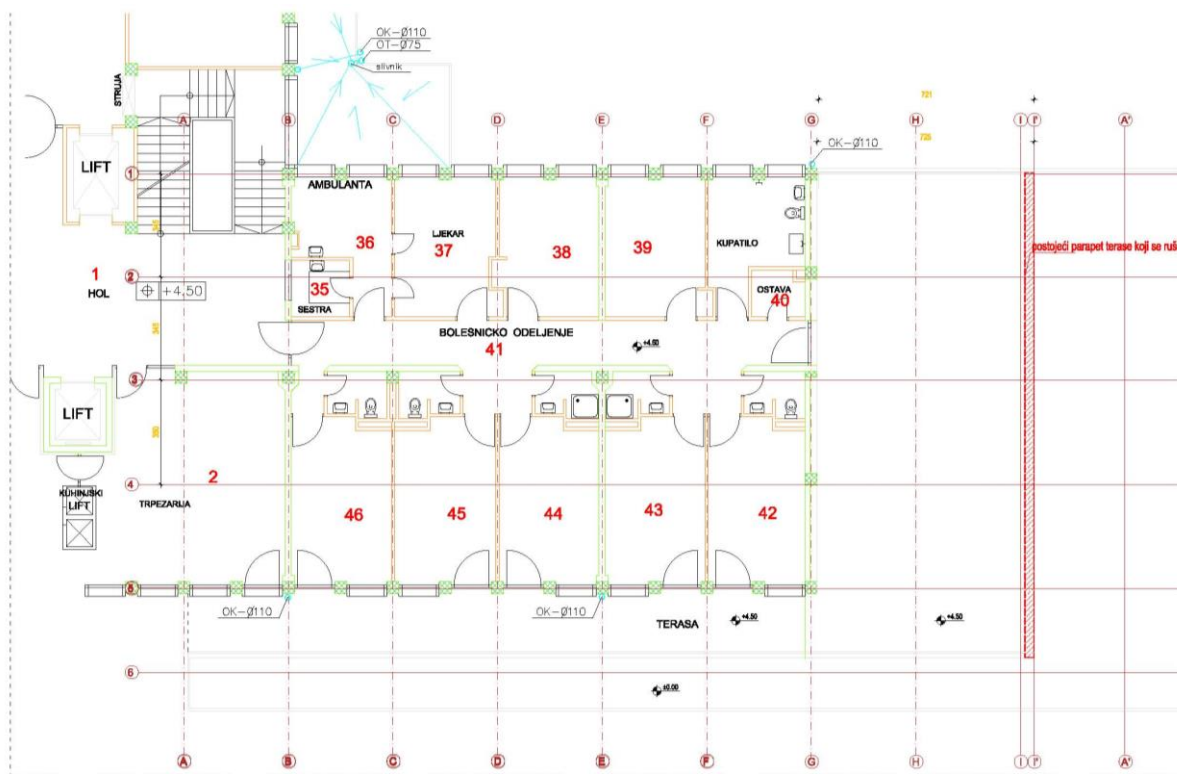 OK-Ø110
OT-Ø75
slivnik
STRUJA
721
725
A
B
C
D
E
F
G
H
I
I'
A'
OK-Ø110
LIFT
1
AMBULANTA
36
LJEKAR
37
38
39
KUPATILO
postojeći parapet terase koji se ruš
1
HOL
2
+4.50
35
SESTRA
OSTAVA
40
BOLESNICKO ODELJENJE
41
+4.50
345
3
LIFT
2
4
KUHINJSKI
LIFT
TRPEZARIJA
46
45
44
43
42
5
OK-Ø110
OK-Ø110
TERASA
+4.50
+4.50
6
±0.00
A
B
C
D
E
F
G
H
I
I'
A'